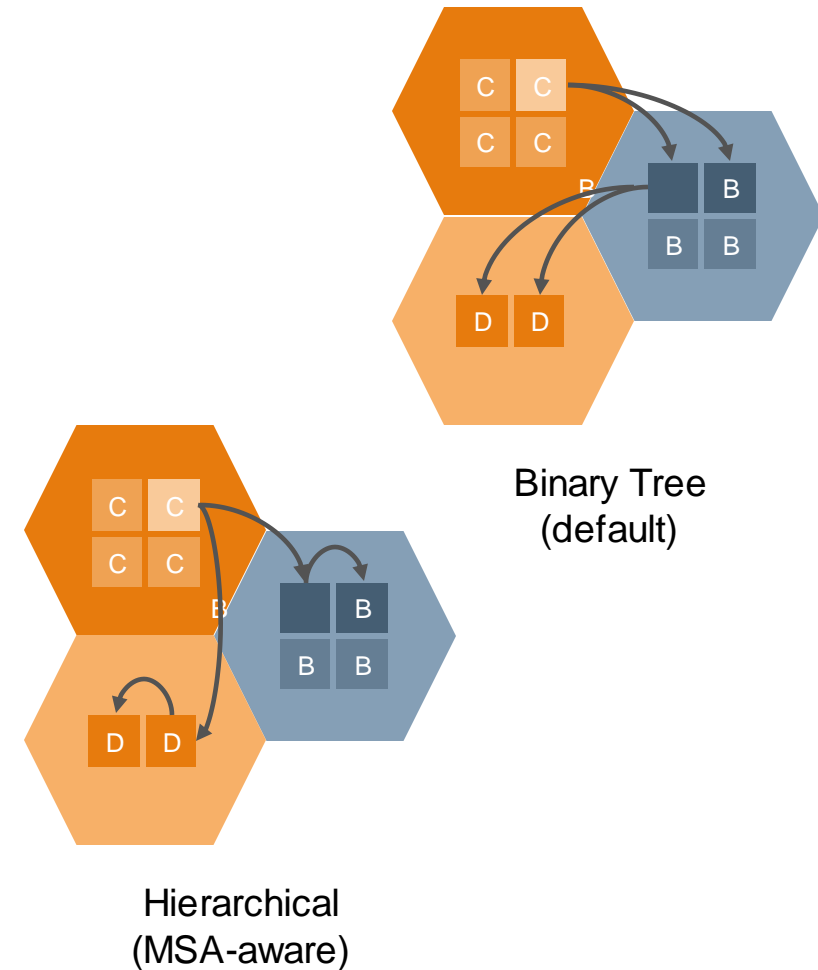 C C
C C
B
B
B B
D D
Binary Tree
(default)
C C
C C
B
B
B B
D D
Hierarchical
(MSA-aware)